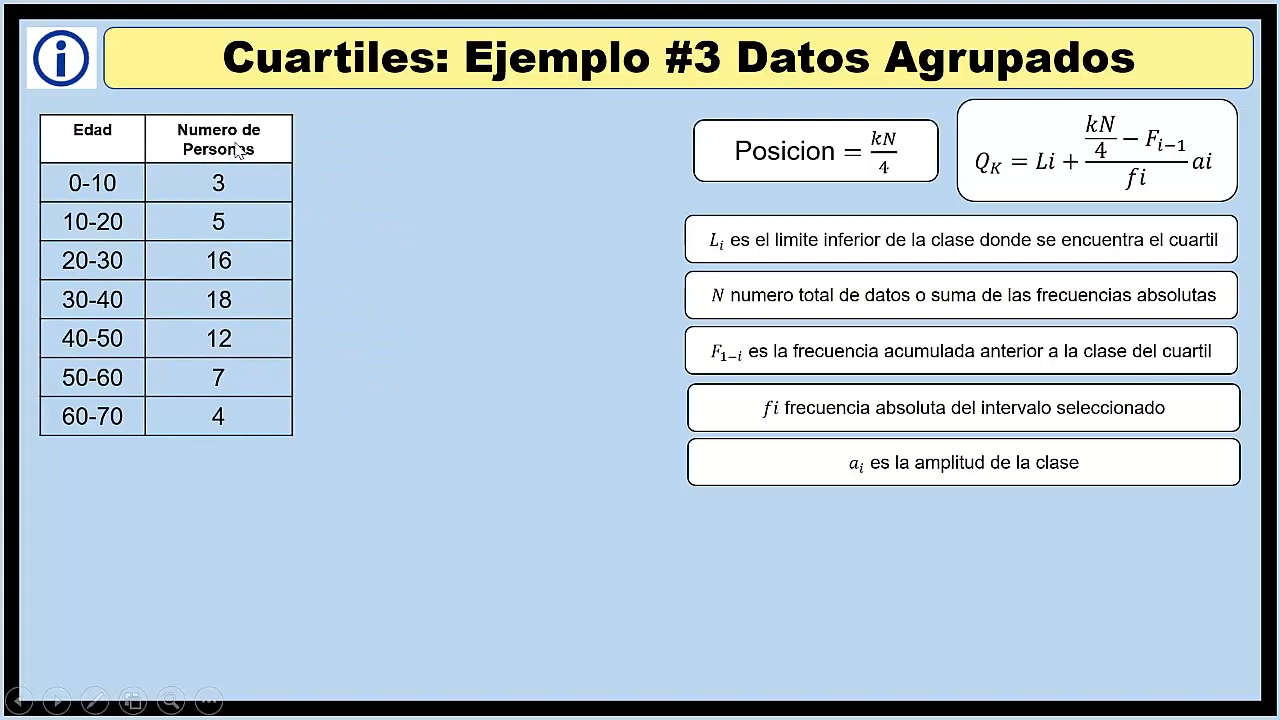 i
Cuartiles: Ejemplo #3 Datos Agrupados
Edad Numero de
Personas
0-10 3
10-20 5
20-30 16
30-40 18
40-50 12
50-60 7
60-70 4
Posicion = kN/4
Q_K = Li + (kN/4 − F_{i−1})/fi ai
L_i es el limite inferior de la clase donde se encuentra el cuartil
N numero total de datos o suma de las frecuencias absolutas
F_{1−i} es la frecuencia acumulada anterior a la clase del cuartil
fi frecuencia absoluta del intervalo seleccionado
a_i es la amplitud de la clase